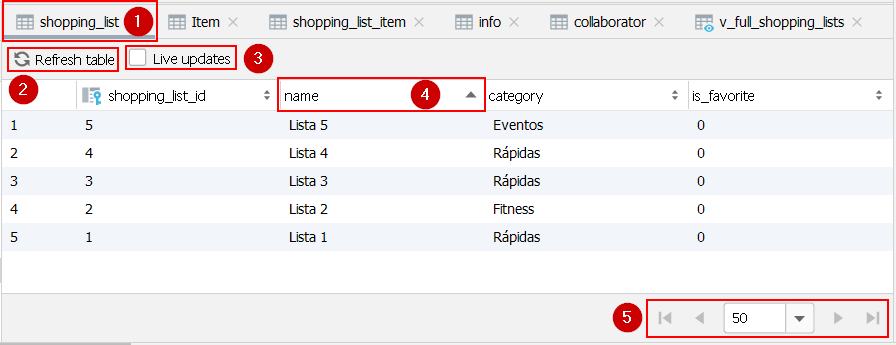 shopping_list 1 Item shopping_list_item info collaborator v_full_shopping_lists
Refresh table Live updates 3
2 shopping_list_id name 4 category is_favorite
1 5 Lista 5 Eventos 0
2 4 Lista 4 Rápidas 0
3 3 Lista 3 Rápidas 0
4 2 Lista 2 Fitness 0
5 1 Lista 1 Rápidas 0
5 50